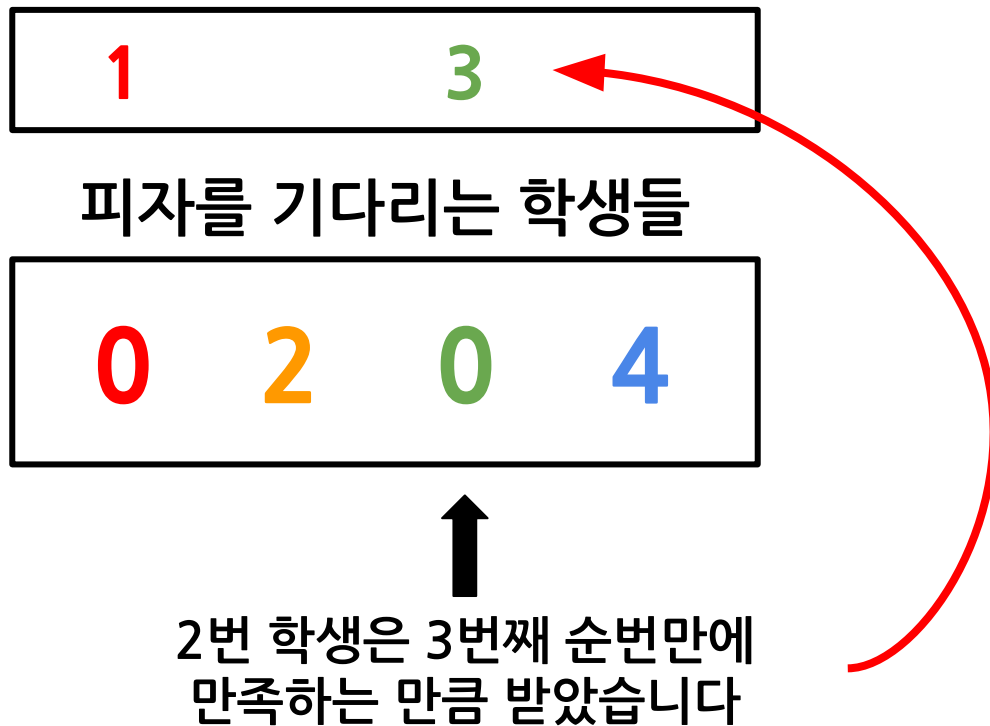 1 3
피자를 기다리는 학생들
0 2 0 4
2번 학생은 3번째 순번만에
만족하는 만큼 받았습니다